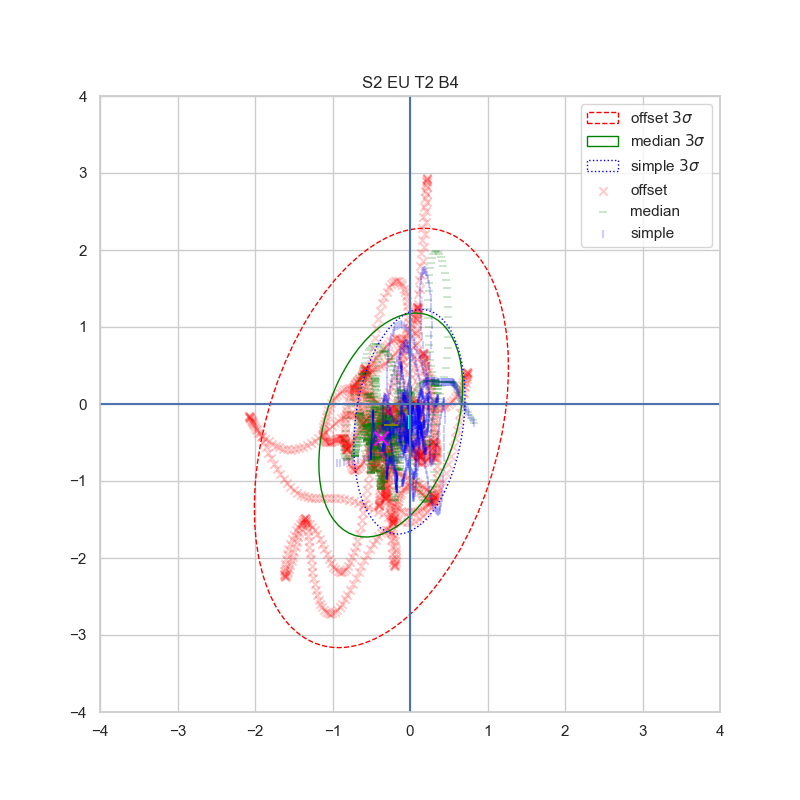 S2 EU T2 B4
offset 3σ
median 3σ
simple 3σ
offset
median
simple
4
3
2
1
0
−1
−2
−3
−4
−4 −3 −2 −1 0 1 2 3 4